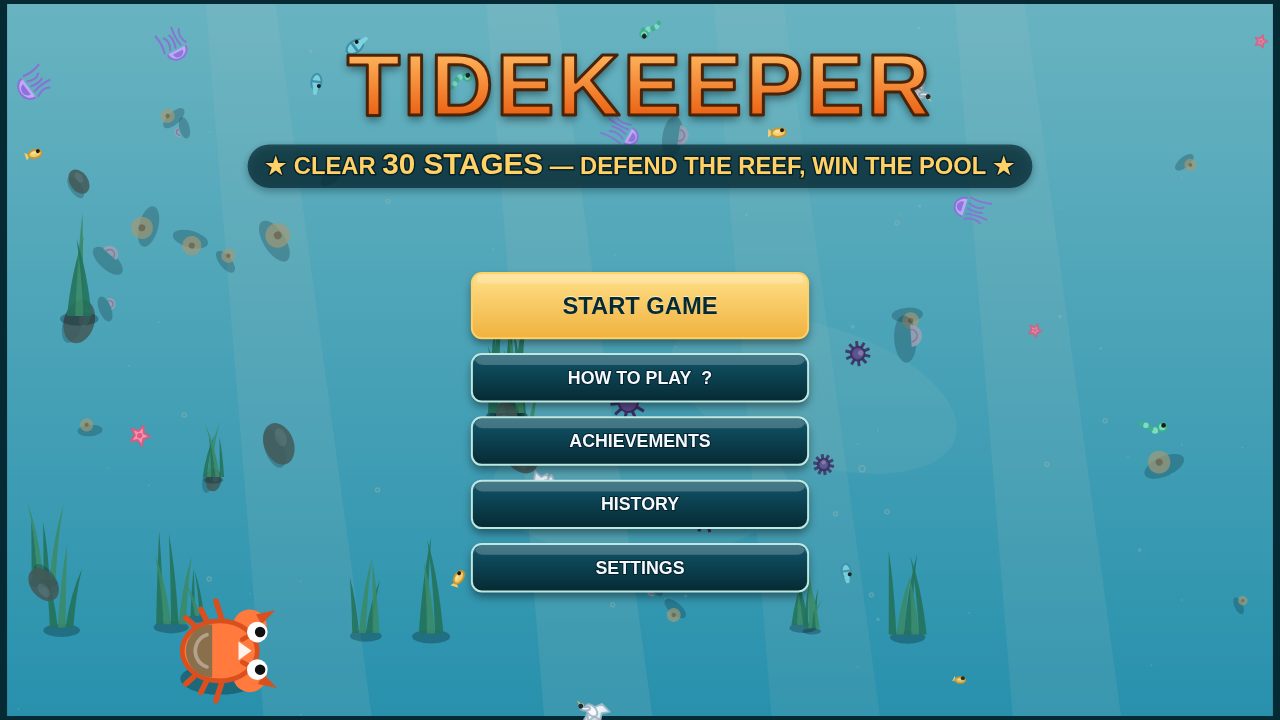 TIDEKEEPER
★ CLEAR 30 STAGES — DEFEND THE REEF, WIN THE POOL ★
START GAME
HOW TO PLAY ?
ACHIEVEMENTS
HISTORY
SETTINGS